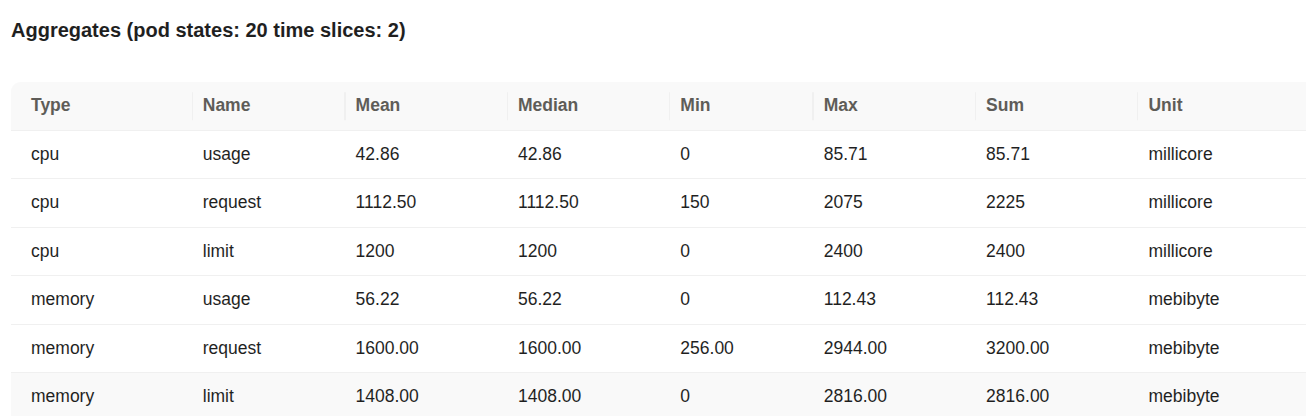 Aggregates (pod states: 20 time slices: 2)
Type Name Mean Median Min Max Sum Unit
cpu usage 42.86 42.86 0 85.71 85.71 millicore
cpu request 1112.50 1112.50 150 2075 2225 millicore
cpu limit 1200 1200 0 2400 2400 millicore
memory usage 56.22 56.22 0 112.43 112.43 mebibyte
memory request 1600.00 1600.00 256.00 2944.00 3200.00 mebibyte
memory limit 1408.00 1408.00 0 2816.00 2816.00 mebibyte